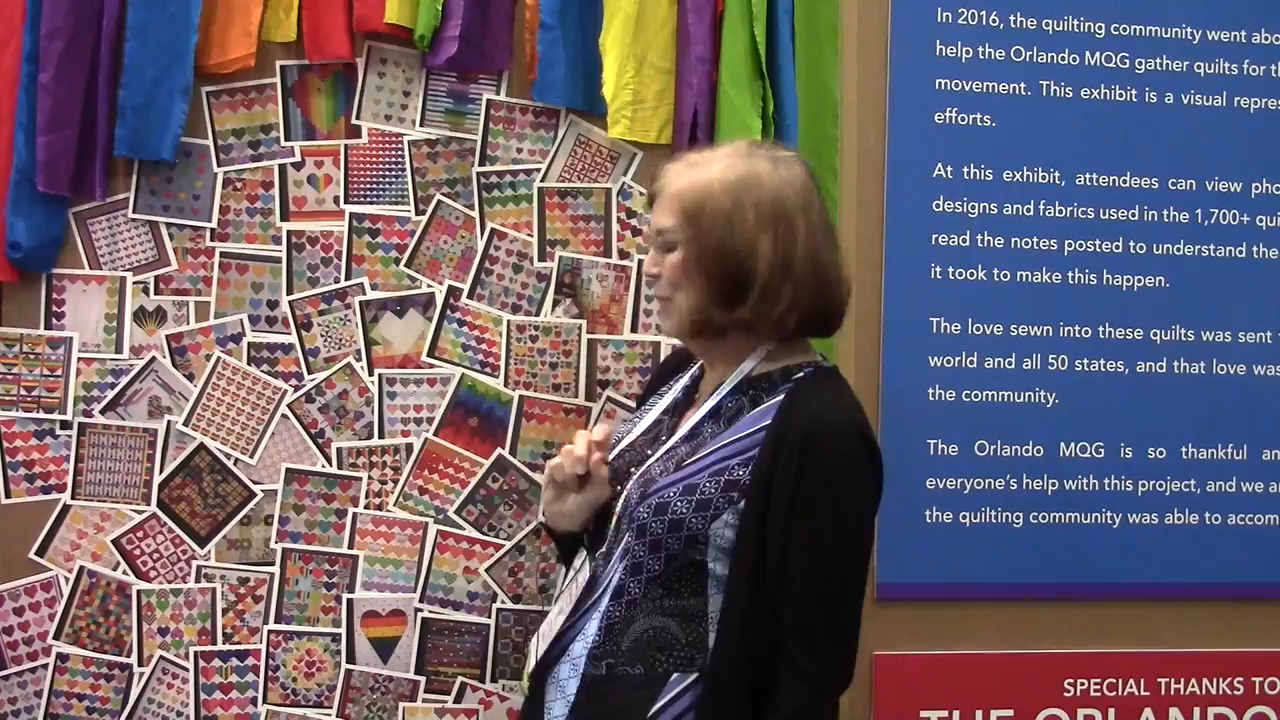 In 2016, the quilting community went abo
help the Orlando MQG gather quilts for t
movement. This exhibit is a visual repre
efforts.
At this exhibit, attendees can view pho
designs and fabrics used in the 1,700+ qu
read the notes posted to understand the
it took to make this happen.
The love sewn into these quilts was sent
world and all 50 states, and that love was
the community.
The Orlando MQG is so thankful an
everyone's help with this project, and we a
the quilting community was able to accom
SPECIAL THANKS TO
THE ORLANDO